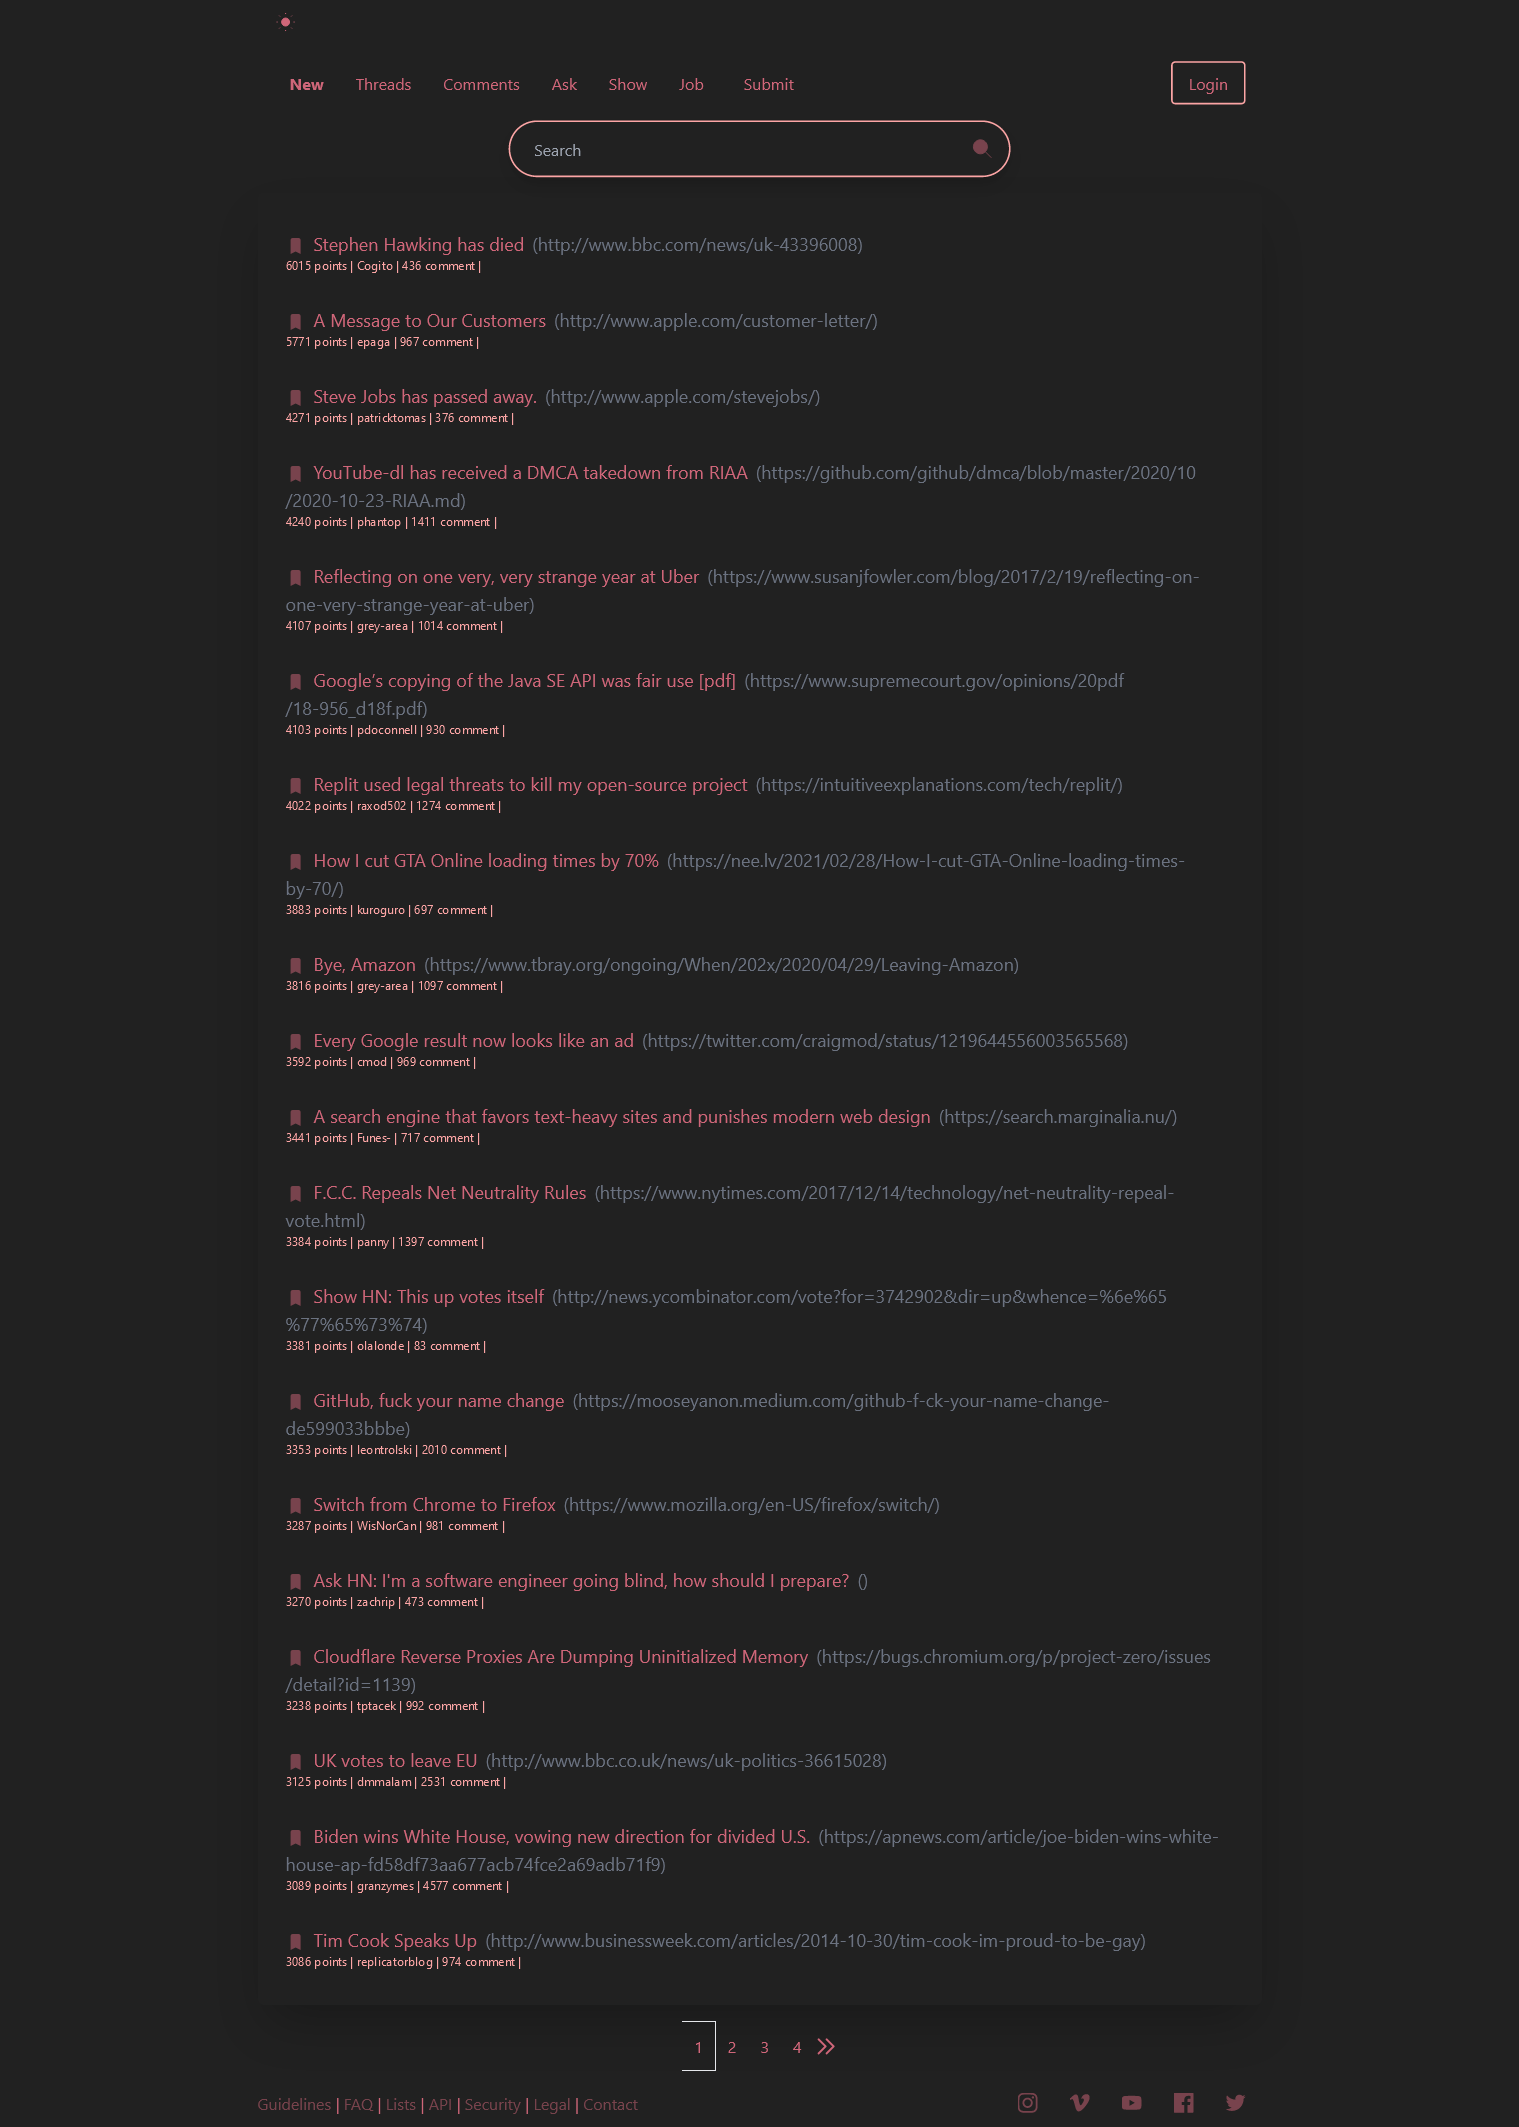 New Threads Comments Ask Show Job Submit Login
Search
Stephen Hawking has died (http://www.bbc.com/news/uk-43396008)
6015 points | Cogito | 436 comment |
A Message to Our Customers (http://www.apple.com/customer-letter/)
5771 points | epaga | 967 comment |
Steve Jobs has passed away. (http://www.apple.com/stevejobs/)
4271 points | patricktomas | 376 comment |
YouTube-dl has received a DMCA takedown from RIAA (https://github.com/github/dmca/blob/master/2020/10
/2020-10-23-RIAA.md)
4240 points | phantop | 1411 comment |
Reflecting on one very, very strange year at Uber (https://www.susanjfowler.com/blog/2017/2/19/reflecting-on-
one-very-strange-year-at-uber)
4107 points | grey-area | 1014 comment |
Google’s copying of the Java SE API was fair use [pdf] (https://www.supremecourt.gov/opinions/20pdf
/18-956_d18f.pdf)
4103 points | pdoconnell | 930 comment |
Replit used legal threats to kill my open-source project (https://intuitiveexplanations.com/tech/replit/)
4022 points | raxod502 | 1274 comment |
How I cut GTA Online loading times by 70% (https://nee.lv/2021/02/28/How-I-cut-GTA-Online-loading-times-
by-70/)
3883 points | kuroguro | 697 comment |
Bye, Amazon (https://www.tbray.org/ongoing/When/202x/2020/04/29/Leaving-Amazon)
3816 points | grey-area | 1097 comment |
Every Google result now looks like an ad (https://twitter.com/craigmod/status/1219644556003565568)
3592 points | cmod | 969 comment |
A search engine that favors text-heavy sites and punishes modern web design (https://search.marginalia.nu/)
3441 points | Funes- | 717 comment |
F.C.C. Repeals Net Neutrality Rules (https://www.nytimes.com/2017/12/14/technology/net-neutrality-repeal-
vote.html)
3384 points | panny | 1397 comment |
Show HN: This up votes itself (http://news.ycombinator.com/vote?for=3742902&dir=up&whence=%6e%65
%77%65%73%74)
3381 points | olalonde | 83 comment |
GitHub, fuck your name change (https://mooseyanon.medium.com/github-f-ck-your-name-change-
de599033bbbe)
3353 points | leontrolski | 2010 comment |
Switch from Chrome to Firefox (https://www.mozilla.org/en-US/firefox/switch/)
3287 points | WisNorCan | 981 comment |
Ask HN: I'm a software engineer going blind, how should I prepare? ()
3270 points | zachrip | 473 comment |
Cloudflare Reverse Proxies Are Dumping Uninitialized Memory (https://bugs.chromium.org/p/project-zero/issues
/detail?id=1139)
3238 points | tptacek | 992 comment |
UK votes to leave EU (http://www.bbc.co.uk/news/uk-politics-36615028)
3125 points | dmmalam | 2531 comment |
Biden wins White House, vowing new direction for divided U.S. (https://apnews.com/article/joe-biden-wins-white-
house-ap-fd58df73aa677acb74fce2a69adb71f9)
3089 points | granzymes | 4577 comment |
Tim Cook Speaks Up (http://www.businessweek.com/articles/2014-10-30/tim-cook-im-proud-to-be-gay)
3086 points | replicatorblog | 974 comment |
1 2 3 4
Guidelines | FAQ | Lists | API | Security | Legal | Contact